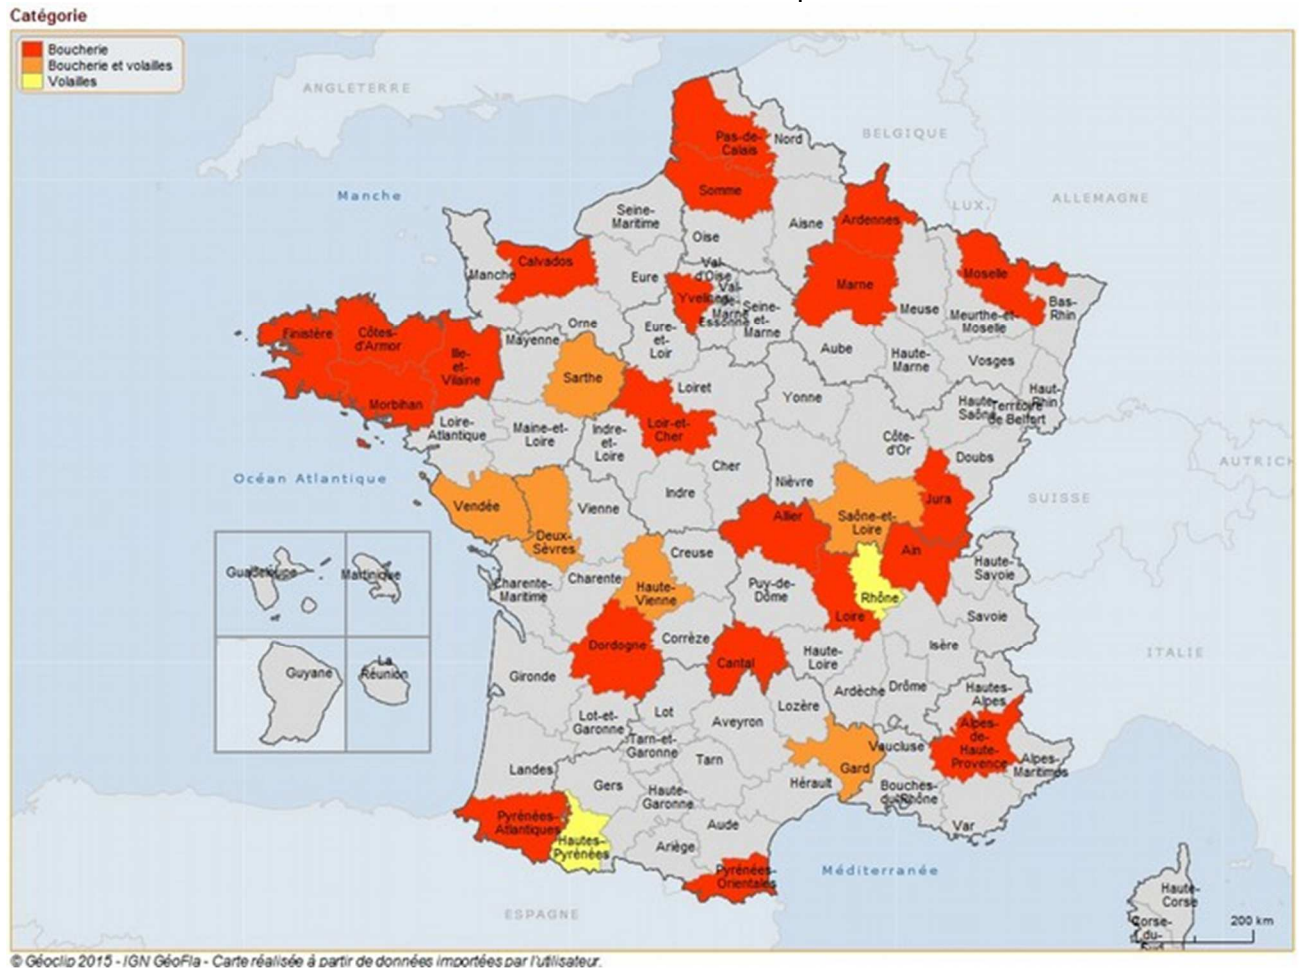 Catégorie
Boucherie
Boucherie et volailles
Volailles
ANGLETERRE
BELGIQUE
ALLEMAGNE
LUX.
Manche
Pas-de-
Calais
Nord
Somme
Seine-
Maritime
Oise
Aisne
Ardennes
Val-
d'Oise
Calvados
Manche
Eure
Yvelines
Val-
de-
Marne
Essonne
Seine-
et-
Marne
Marne
Meuse
Moselle
Meurthe-et-
Moselle
Bas-
Rhin
Finistère
Côtes-
d'Armor
Ille-
et-
Vilaine
Morbihan
Mayenne
Orne
Eure-
et-
Loir
Sarthe
Loiret
Loir-et-
Cher
Aube
Haute-
Marne
Vosges
Yonne
Haute-
Saône
Territoire
de Belfort
Haut-
Rhin
Loire-
Atlantique
Maine-et-
Loire
Indre-
et-
Loire
Cher
Côte-
d'Or
Doubs
Nièvre
Océan Atlantique
SUISSE
AUTRICH
Vendée
Deux-
Sèvres
Vienne
Indre
Allier
Saône-et-
Loire
Jura
Ain
Haute-
Savoie
Creuse
Charente-
Maritime
Charente
Haute-
Vienne
Puy-de-
Dôme
Loire
Rhône
Savoie
Guadeloupe
Martinique
Guyane
La
Réunion
Dordogne
Corrèze
Cantal
Haute-
Loire
Isère
ITALIE
Gironde
Lot-et-
Garonne
Lot
Aveyron
Lozère
Ardèche
Drôme
Hautes-
Alpes
Alpes-
de-
Haute-
Provence
Alpes-
Maritimes
Tarn-et-
Garonne
Tarn
Gard
Vaucluse
Landes
Gers
Haute-
Garonne
Hérault
Bouches-
du-Rhône
Var
Pyrénées-
Atlantiques
Hautes-
Pyrénées
Ariège
Aude
Pyrénées-
Orientales
Méditerranée
ESPAGNE
Haute-
Corse
Corse-
du-
Sud
200 km
© Géoclip 2015 - IGN GéoFla - Carte réalisée à partir de données importées par l'utilisateur.